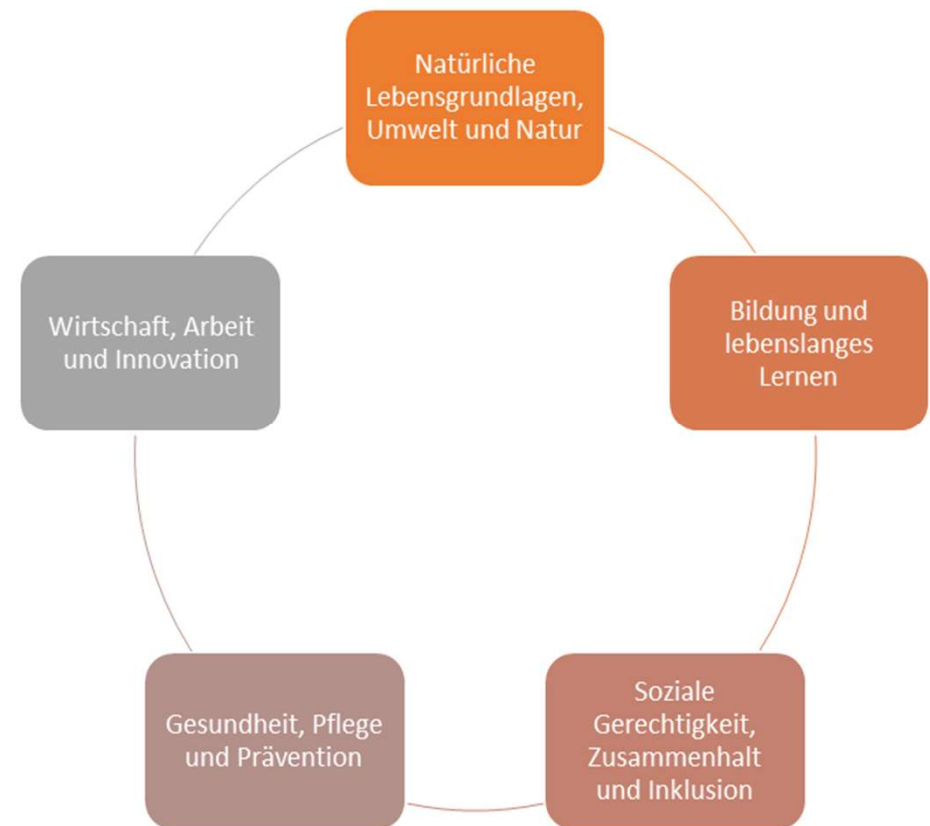 Natürliche
Lebensgrundlagen,
Umwelt und Natur
Bildung und
lebenslanges
Lernen
Soziale
Gerechtigkeit,
Zusammenhalt
und Inklusion
Gesundheit, Pflege
und Prävention
Wirtschaft, Arbeit
und Innovation